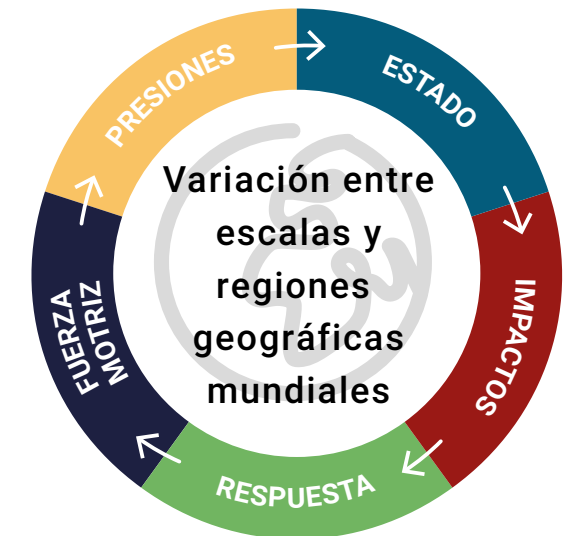 PRESIONES
ESTADO
IMPACTOS
RESPUESTA
FUERZA
MOTRIZ
Variación entre
escalas y
regiones
geográficas
mundiales